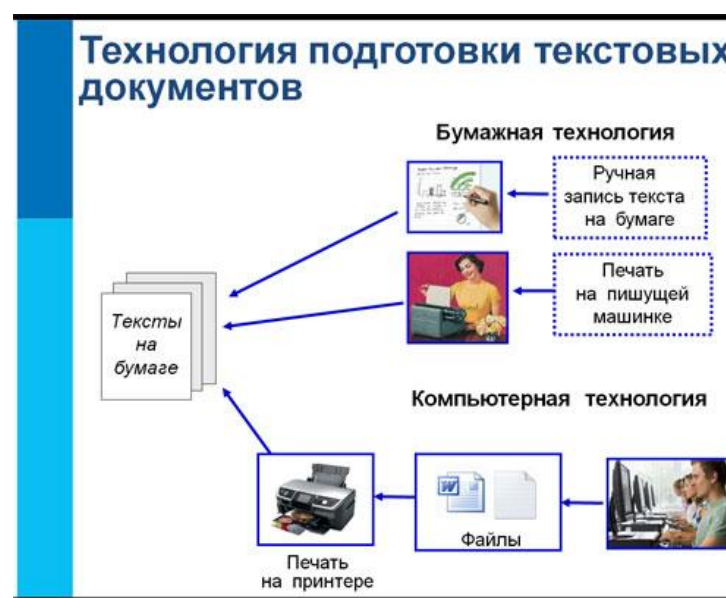 Технология подготовки текстовых
документов
Бумажная технология
Ручная
запись текста
на бумаге
Печать
на пишущей
машинке
Тексты
на
бумаге
Компьютерная технология
W
Файлы
Печать
на принтере